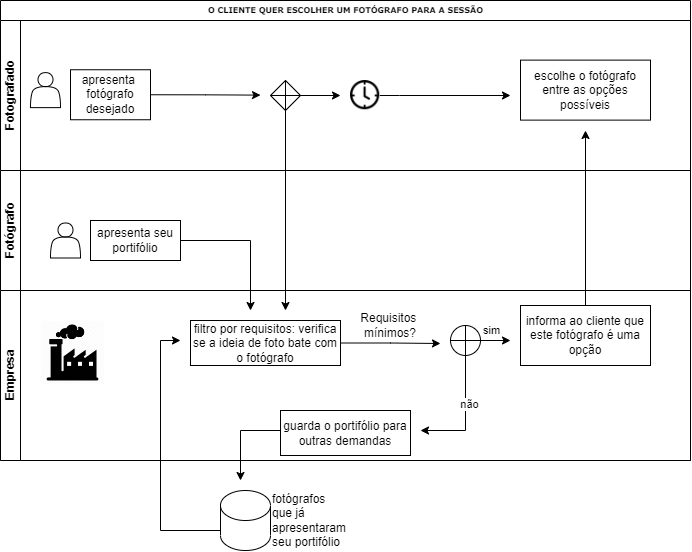 O CLIENTE QUER ESCOLHER UM FOTÓGRAFO PARA A SESSÃO
Fotografado
apresenta
fotógrafo
desejado
escolhe o fotógrafo
entre as opções
possíveis
Fotógrafo
apresenta seu
portifólio
Empresa
filtro por requisitos: verifica
se a ideia de foto bate com
o fotógrafo
Requisitos
mínimos?
sim
informa ao cliente que
este fotógrafo é uma
opção
não
guarda o portifólio para
outras demandas
fotógrafos
que já
apresentaram
seu portifólio